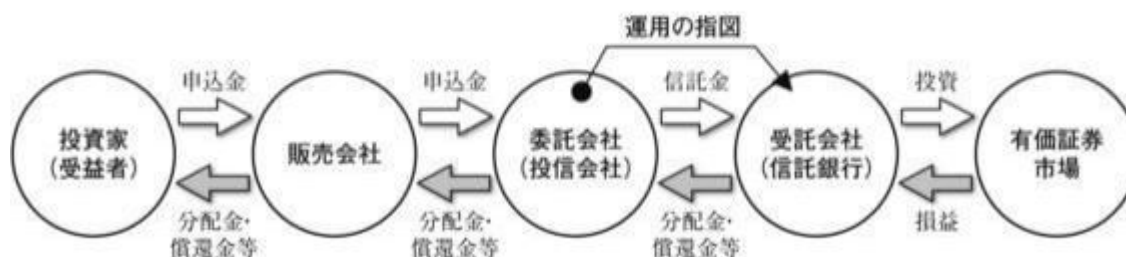 運用の指図
申込金
申込金
信託金
投資
投資家
(受益者)
販売会社
委託会社
(投信会社)
受託会社
(信託銀行)
有価証券
市場
分配金・
償還金等
分配金・
償還金等
分配金・
償還金等
損益